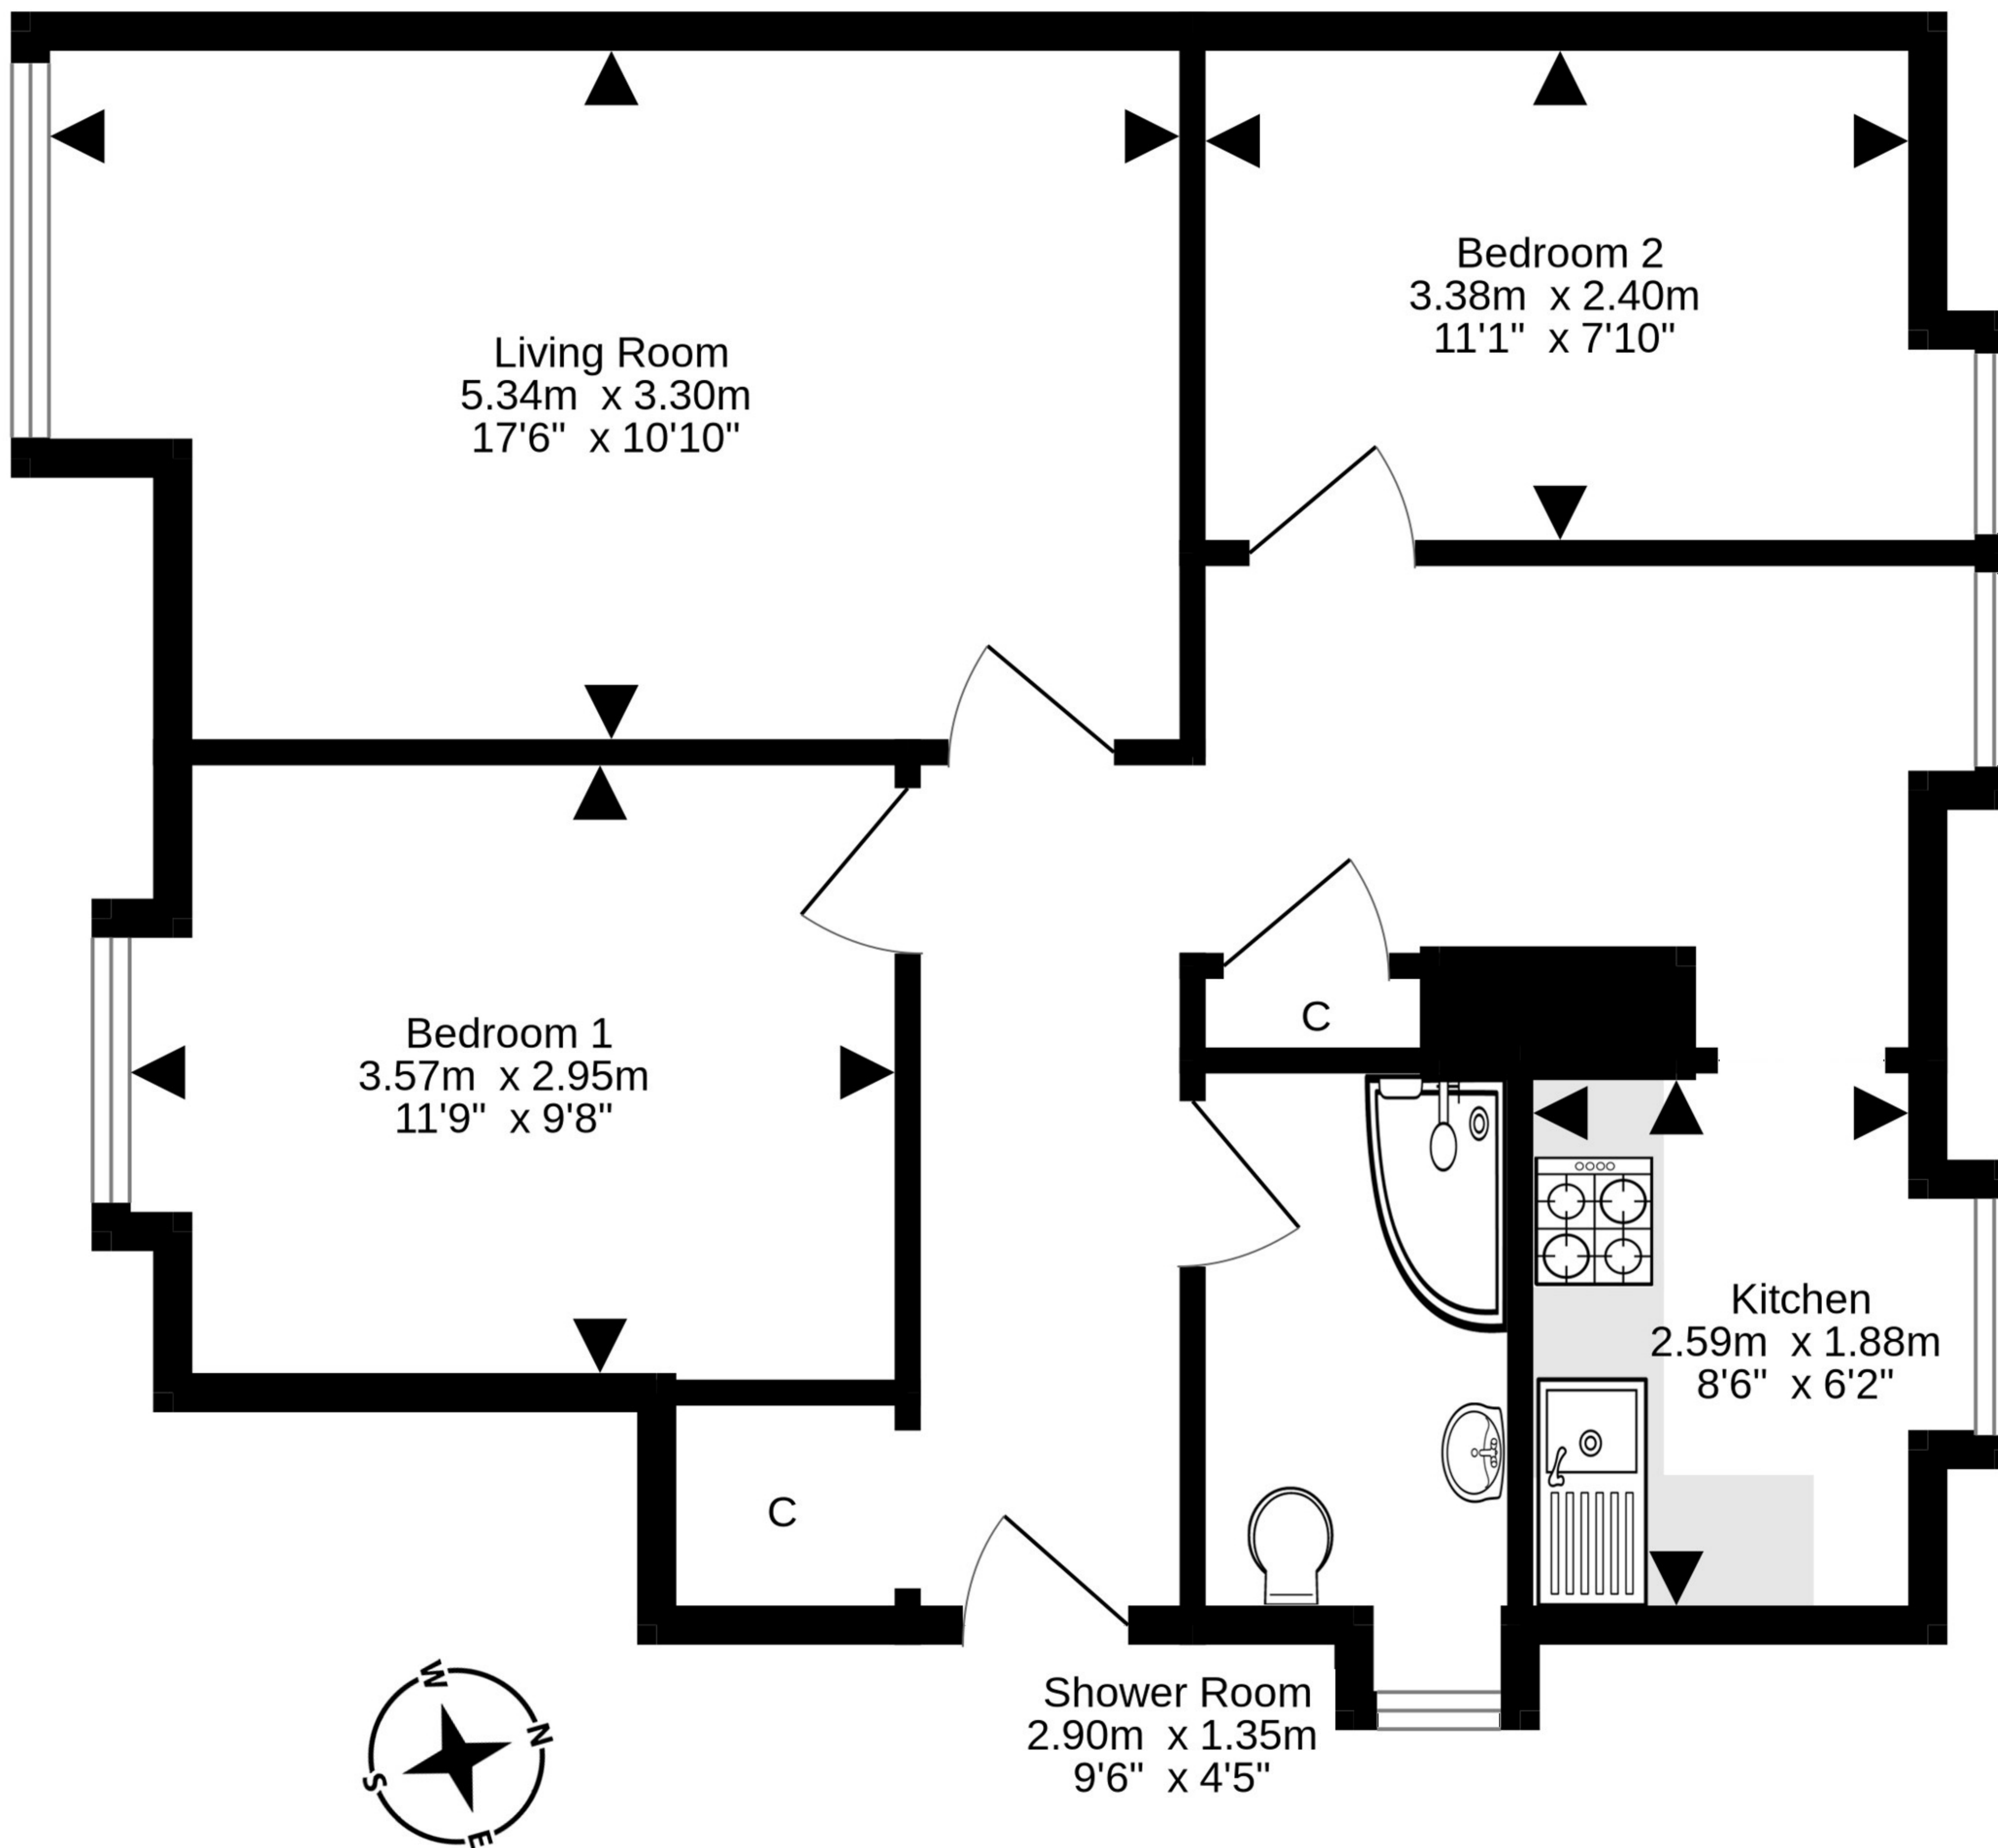 Living Room
5.34m x 3.30m
17'6" x 10'10"
Bedroom 2
3.38m x 2.40m
11'1" x 7'10"
Bedroom 1
3.57m x 2.95m
11'9" x 9'8"
C
Kitchen
2.59m x 1.88m
8'6" x 6'2"
C
Shower Room
2.90m x 1.35m
9'6" x 4'5"
W
N
S
E